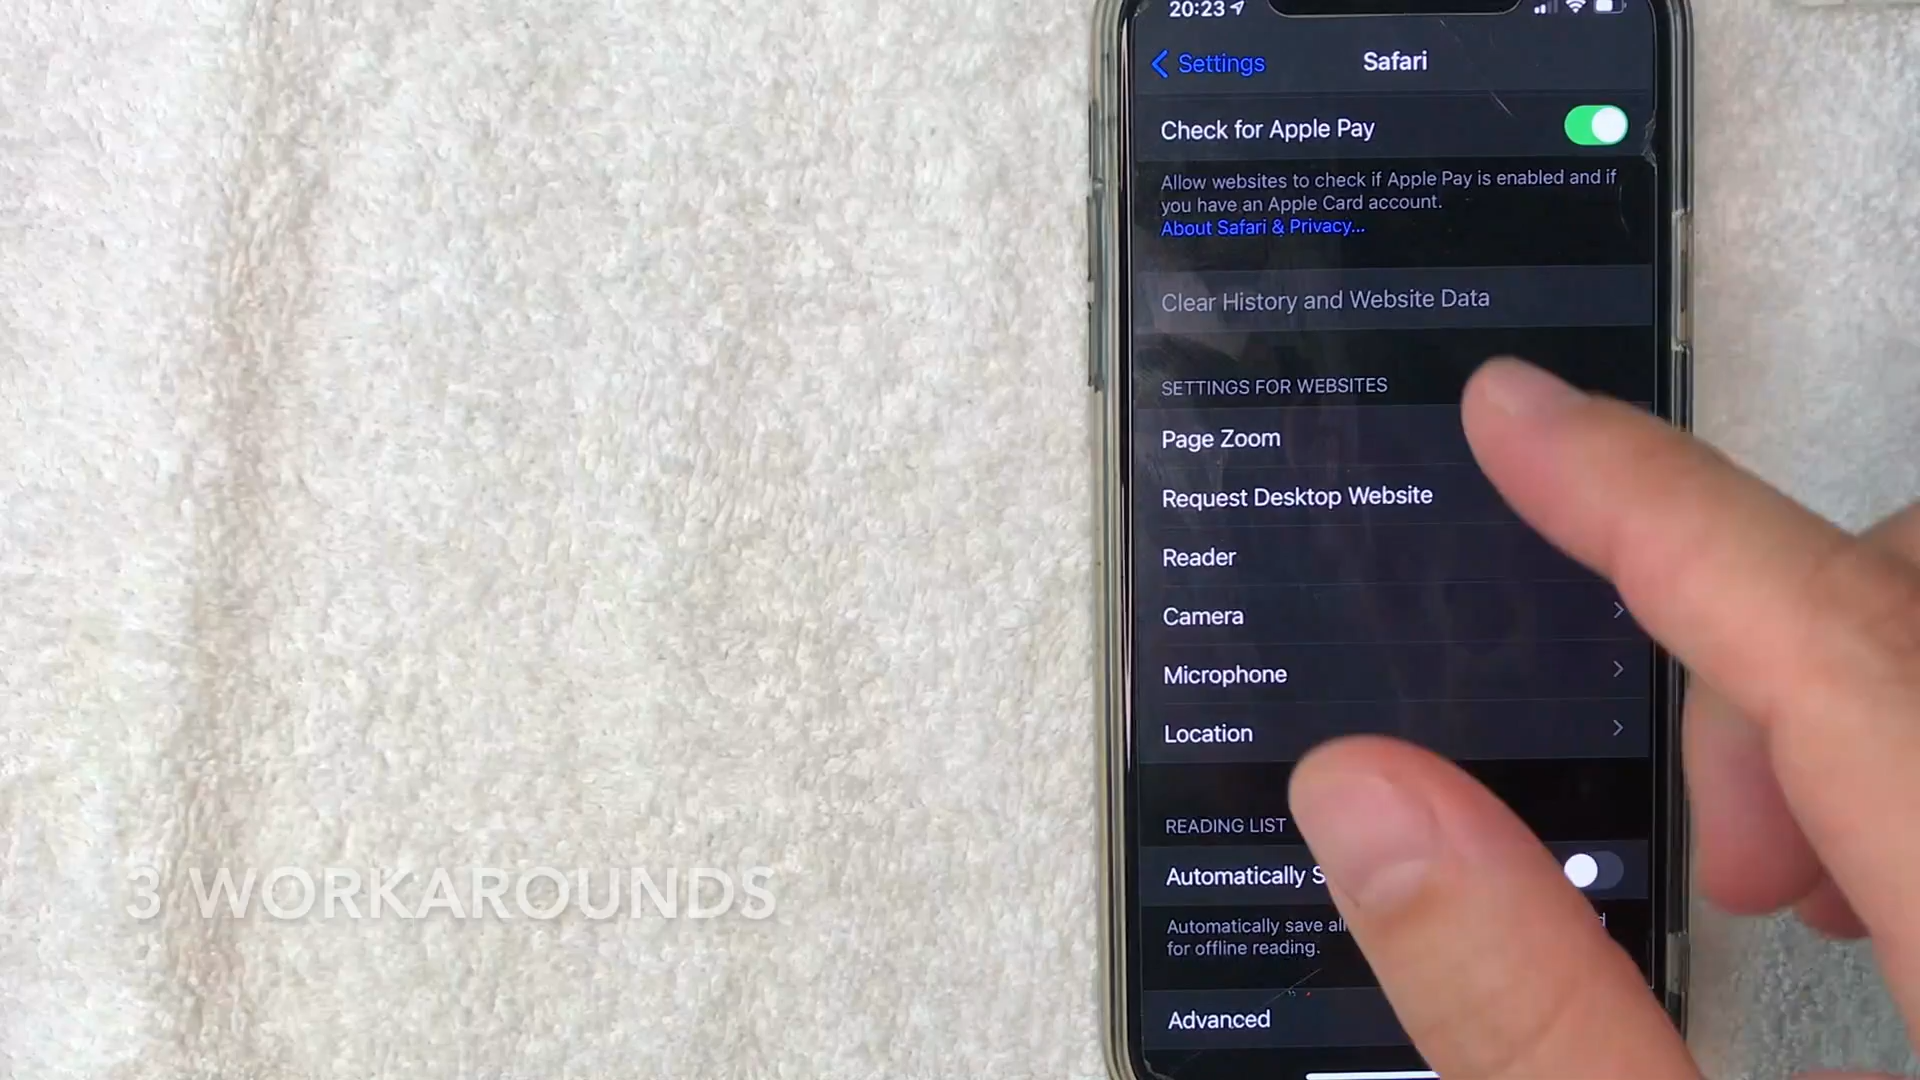 20:23
Settings
Safari
Check for Apple Pay
Allow websites to check if Apple Pay is enabled and if
you have an Apple Card account.
About Safari & Privacy...
Clear History and Website Data
SETTINGS FOR WEBSITES
Page Zoom
Request Desktop Website
Reader
Camera
Microphone
Location
READING LIST
Automatically
Automatically save
for offline reading.
Advanced
3 WORKAROUNDS